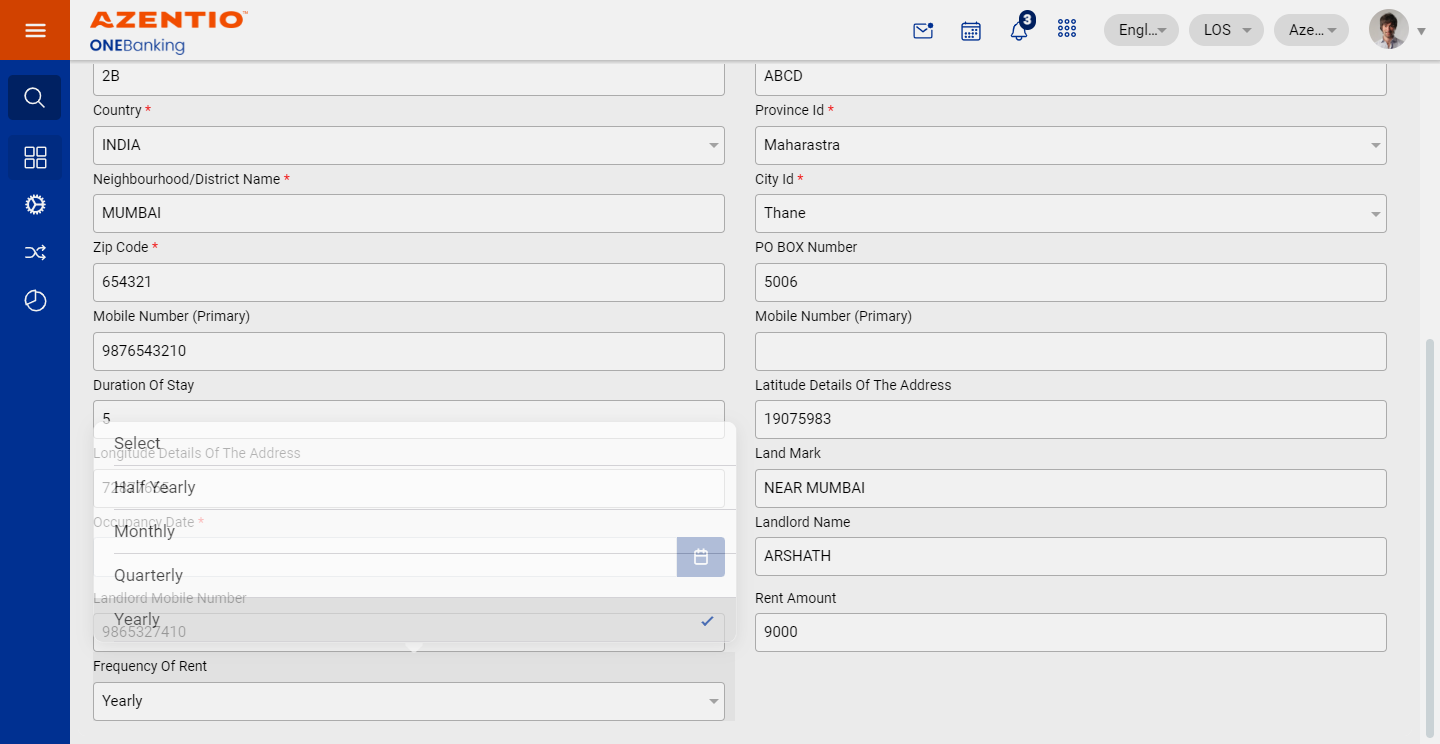 AZENTIO™
ONEBanking
3
Engl...
LOS
Aze...
2B
ABCD
Country *
Province Id *
INDIA
Maharastra
Neighbourhood/District Name *
City Id *
MUMBAI
Thane
Zip Code *
PO BOX Number
654321
5006
Mobile Number (Primary)
Mobile Number (Primary)
9876543210
Duration Of Stay
Latitude Details Of The Address
5
19075983
Select
Longitude Details Of The Address
Land Mark
Half Yearly
NEAR MUMBAI
Occupancy Date *
Landlord Name
Monthly
ARSHATH
Quarterly
Landlord Mobile Number
Rent Amount
Yearly
9865327410
9000
Frequency Of Rent
Yearly